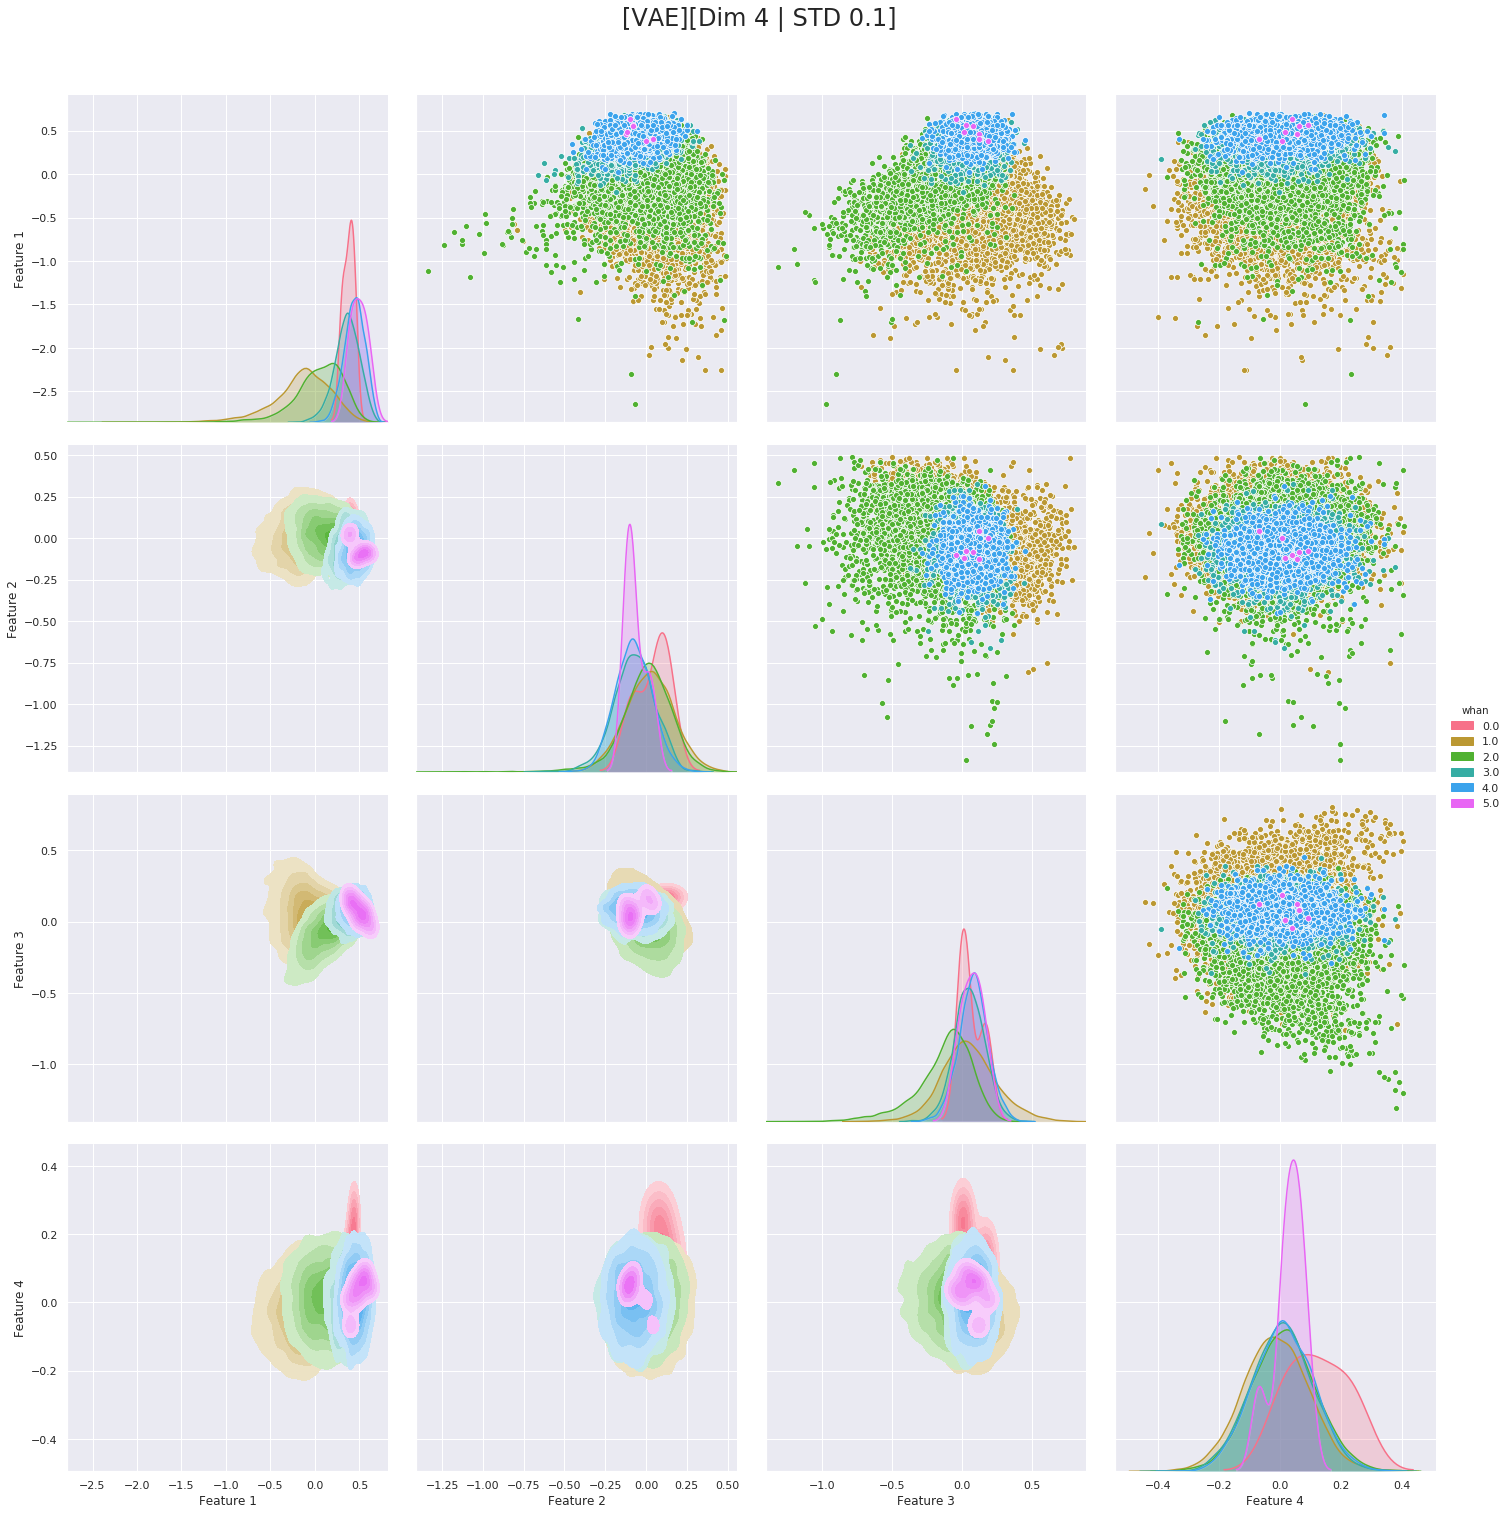 [VAE][Dim 4 | STD 0.1]
0.5
0.0
−0.5
−1.0
−1.5
−2.0
−2.5
Feature 1
0.50
0.25
0.00
−0.25
−0.50
−0.75
−1.00
−1.25
Feature 2
whan
0.0
1.0
2.0
3.0
4.0
5.0
0.5
0.0
−0.5
−1.0
Feature 3
0.4
0.2
0.0
−0.2
−0.4
Feature 4
−2.5 −2.0 −1.5 −1.0 −0.5 0.0 0.5
Feature 1
−1.25 −1.00 −0.75 −0.50 −0.25 0.00 0.25 0.50
Feature 2
−1.0 −0.5 0.0 0.5
Feature 3
−0.4 −0.2 0.0 0.2 0.4
Feature 4